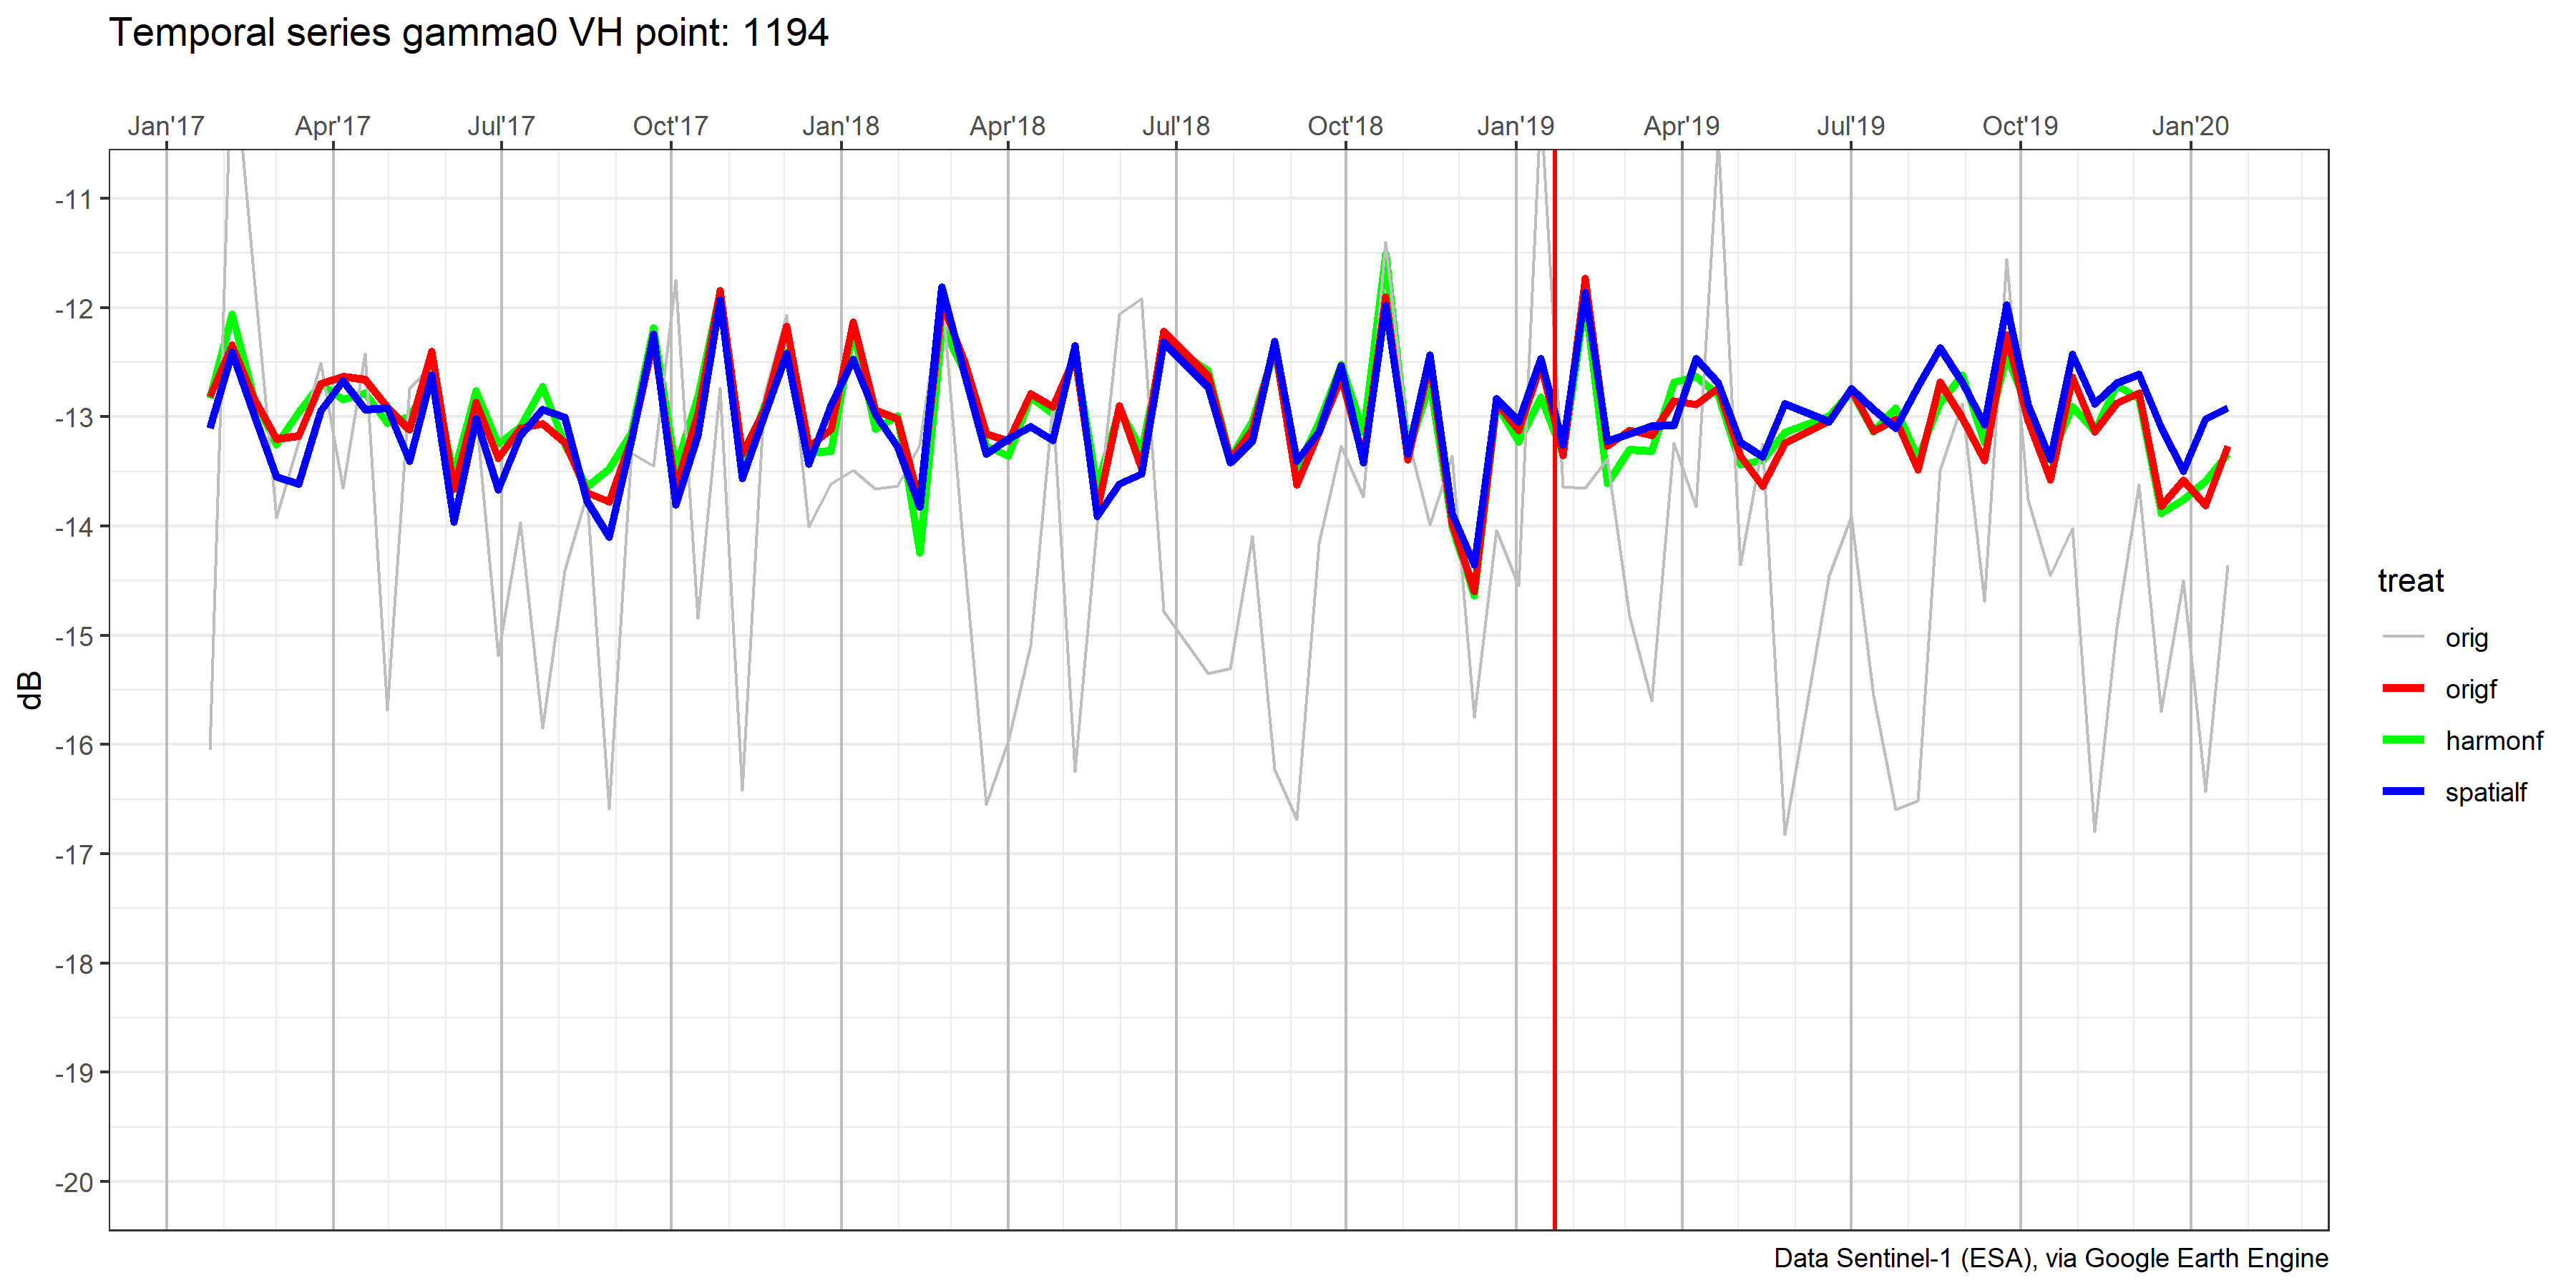 Temporal series gamma0 VH point: 1194
Jan'17 Apr'17 Jul'17 Oct'17 Jan'18 Apr'18 Jul'18 Oct'18 Jan'19 Apr'19 Jul'19 Oct'19 Jan'20
-11
-12
-13
-14
-15
-16
-17
-18
-19
-20
dB
treat
orig
origf
harmonf
spatialf
Data Sentinel-1 (ESA), via Google Earth Engine